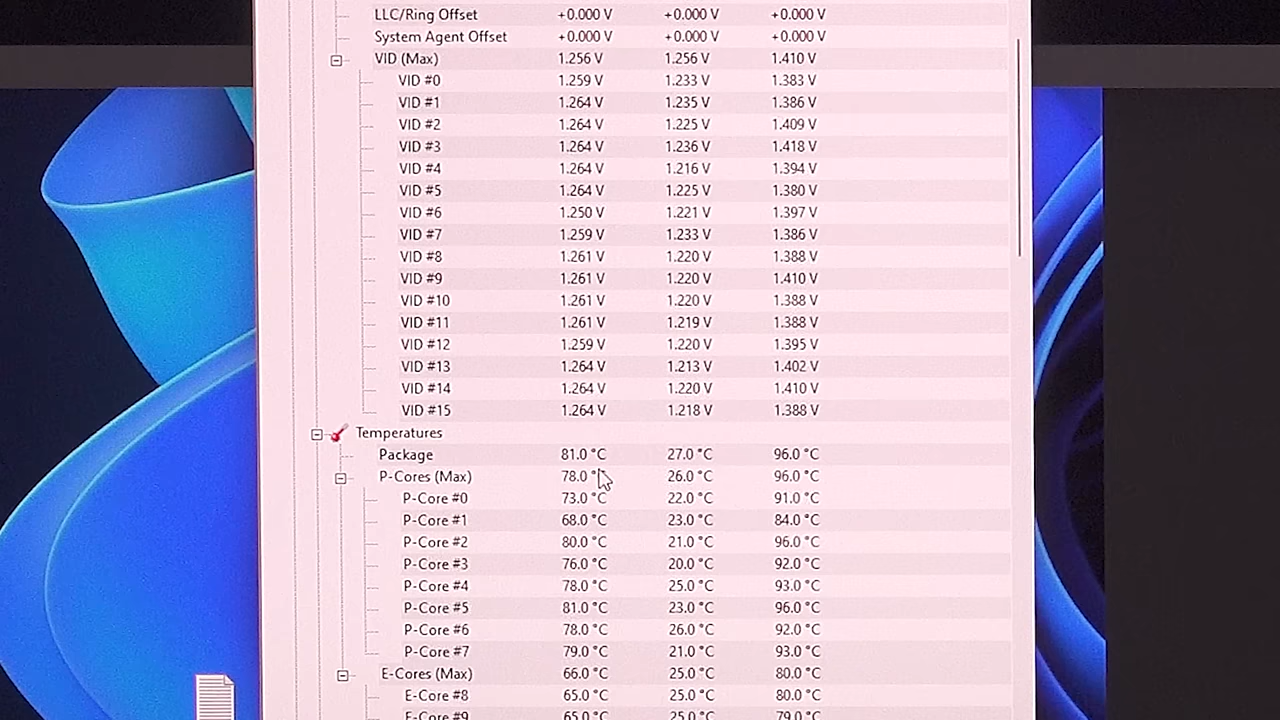 LLC/Ring Offset +0.000 V +0.000 V +0.000 V
System Agent Offset +0.000 V +0.000 V +0.000 V
VID (Max) 1.256 V 1.256 V 1.410 V
VID #0 1.259 V 1.233 V 1.383 V
VID #1 1.264 V 1.235 V 1.386 V
VID #2 1.264 V 1.225 V 1.409 V
VID #3 1.264 V 1.236 V 1.418 V
VID #4 1.264 V 1.216 V 1.394 V
VID #5 1.264 V 1.225 V 1.380 V
VID #6 1.250 V 1.221 V 1.397 V
VID #7 1.259 V 1.233 V 1.386 V
VID #8 1.261 V 1.220 V 1.388 V
VID #9 1.261 V 1.220 V 1.410 V
VID #10 1.261 V 1.220 V 1.388 V
VID #11 1.261 V 1.219 V 1.388 V
VID #12 1.259 V 1.220 V 1.395 V
VID #13 1.264 V 1.213 V 1.402 V
VID #14 1.264 V 1.220 V 1.410 V
VID #15 1.264 V 1.218 V 1.388 V
Temperatures
Package 81.0 °C 27.0 °C 96.0 °C
P-Cores (Max) 78.0 °C 26.0 °C 96.0 °C
P-Core #0 73.0 °C 22.0 °C 91.0 °C
P-Core #1 68.0 °C 23.0 °C 84.0 °C
P-Core #2 80.0 °C 21.0 °C 96.0 °C
P-Core #3 76.0 °C 20.0 °C 92.0 °C
P-Core #4 78.0 °C 25.0 °C 93.0 °C
P-Core #5 81.0 °C 23.0 °C 96.0 °C
P-Core #6 78.0 °C 26.0 °C 92.0 °C
P-Core #7 79.0 °C 21.0 °C 93.0 °C
E-Cores (Max) 66.0 °C 25.0 °C 80.0 °C
E-Core #8 65.0 °C 25.0 °C 80.0 °C
E-Core #9 65.0 °C 25.0 °C 79.0 °C